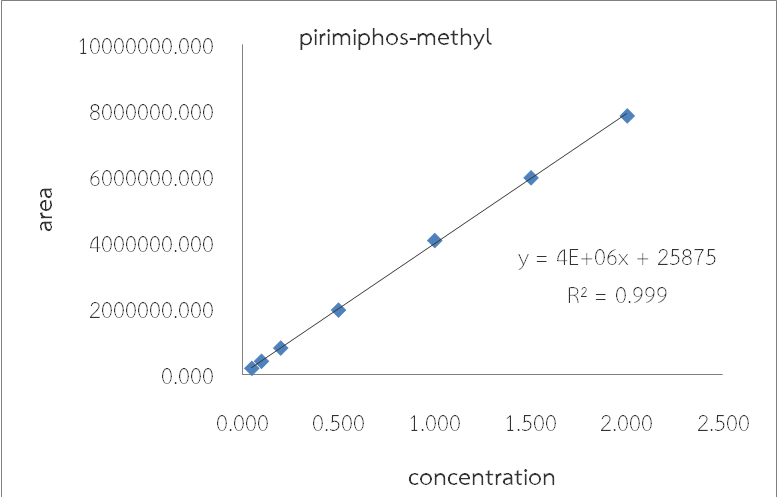 pirimiphos-methyl
10000000.000
8000000.000
6000000.000
4000000.000
2000000.000
0.000
area
y = 4E+06x + 25875
R² = 0.999
0.000 0.500 1.000 1.500 2.000 2.500
concentration